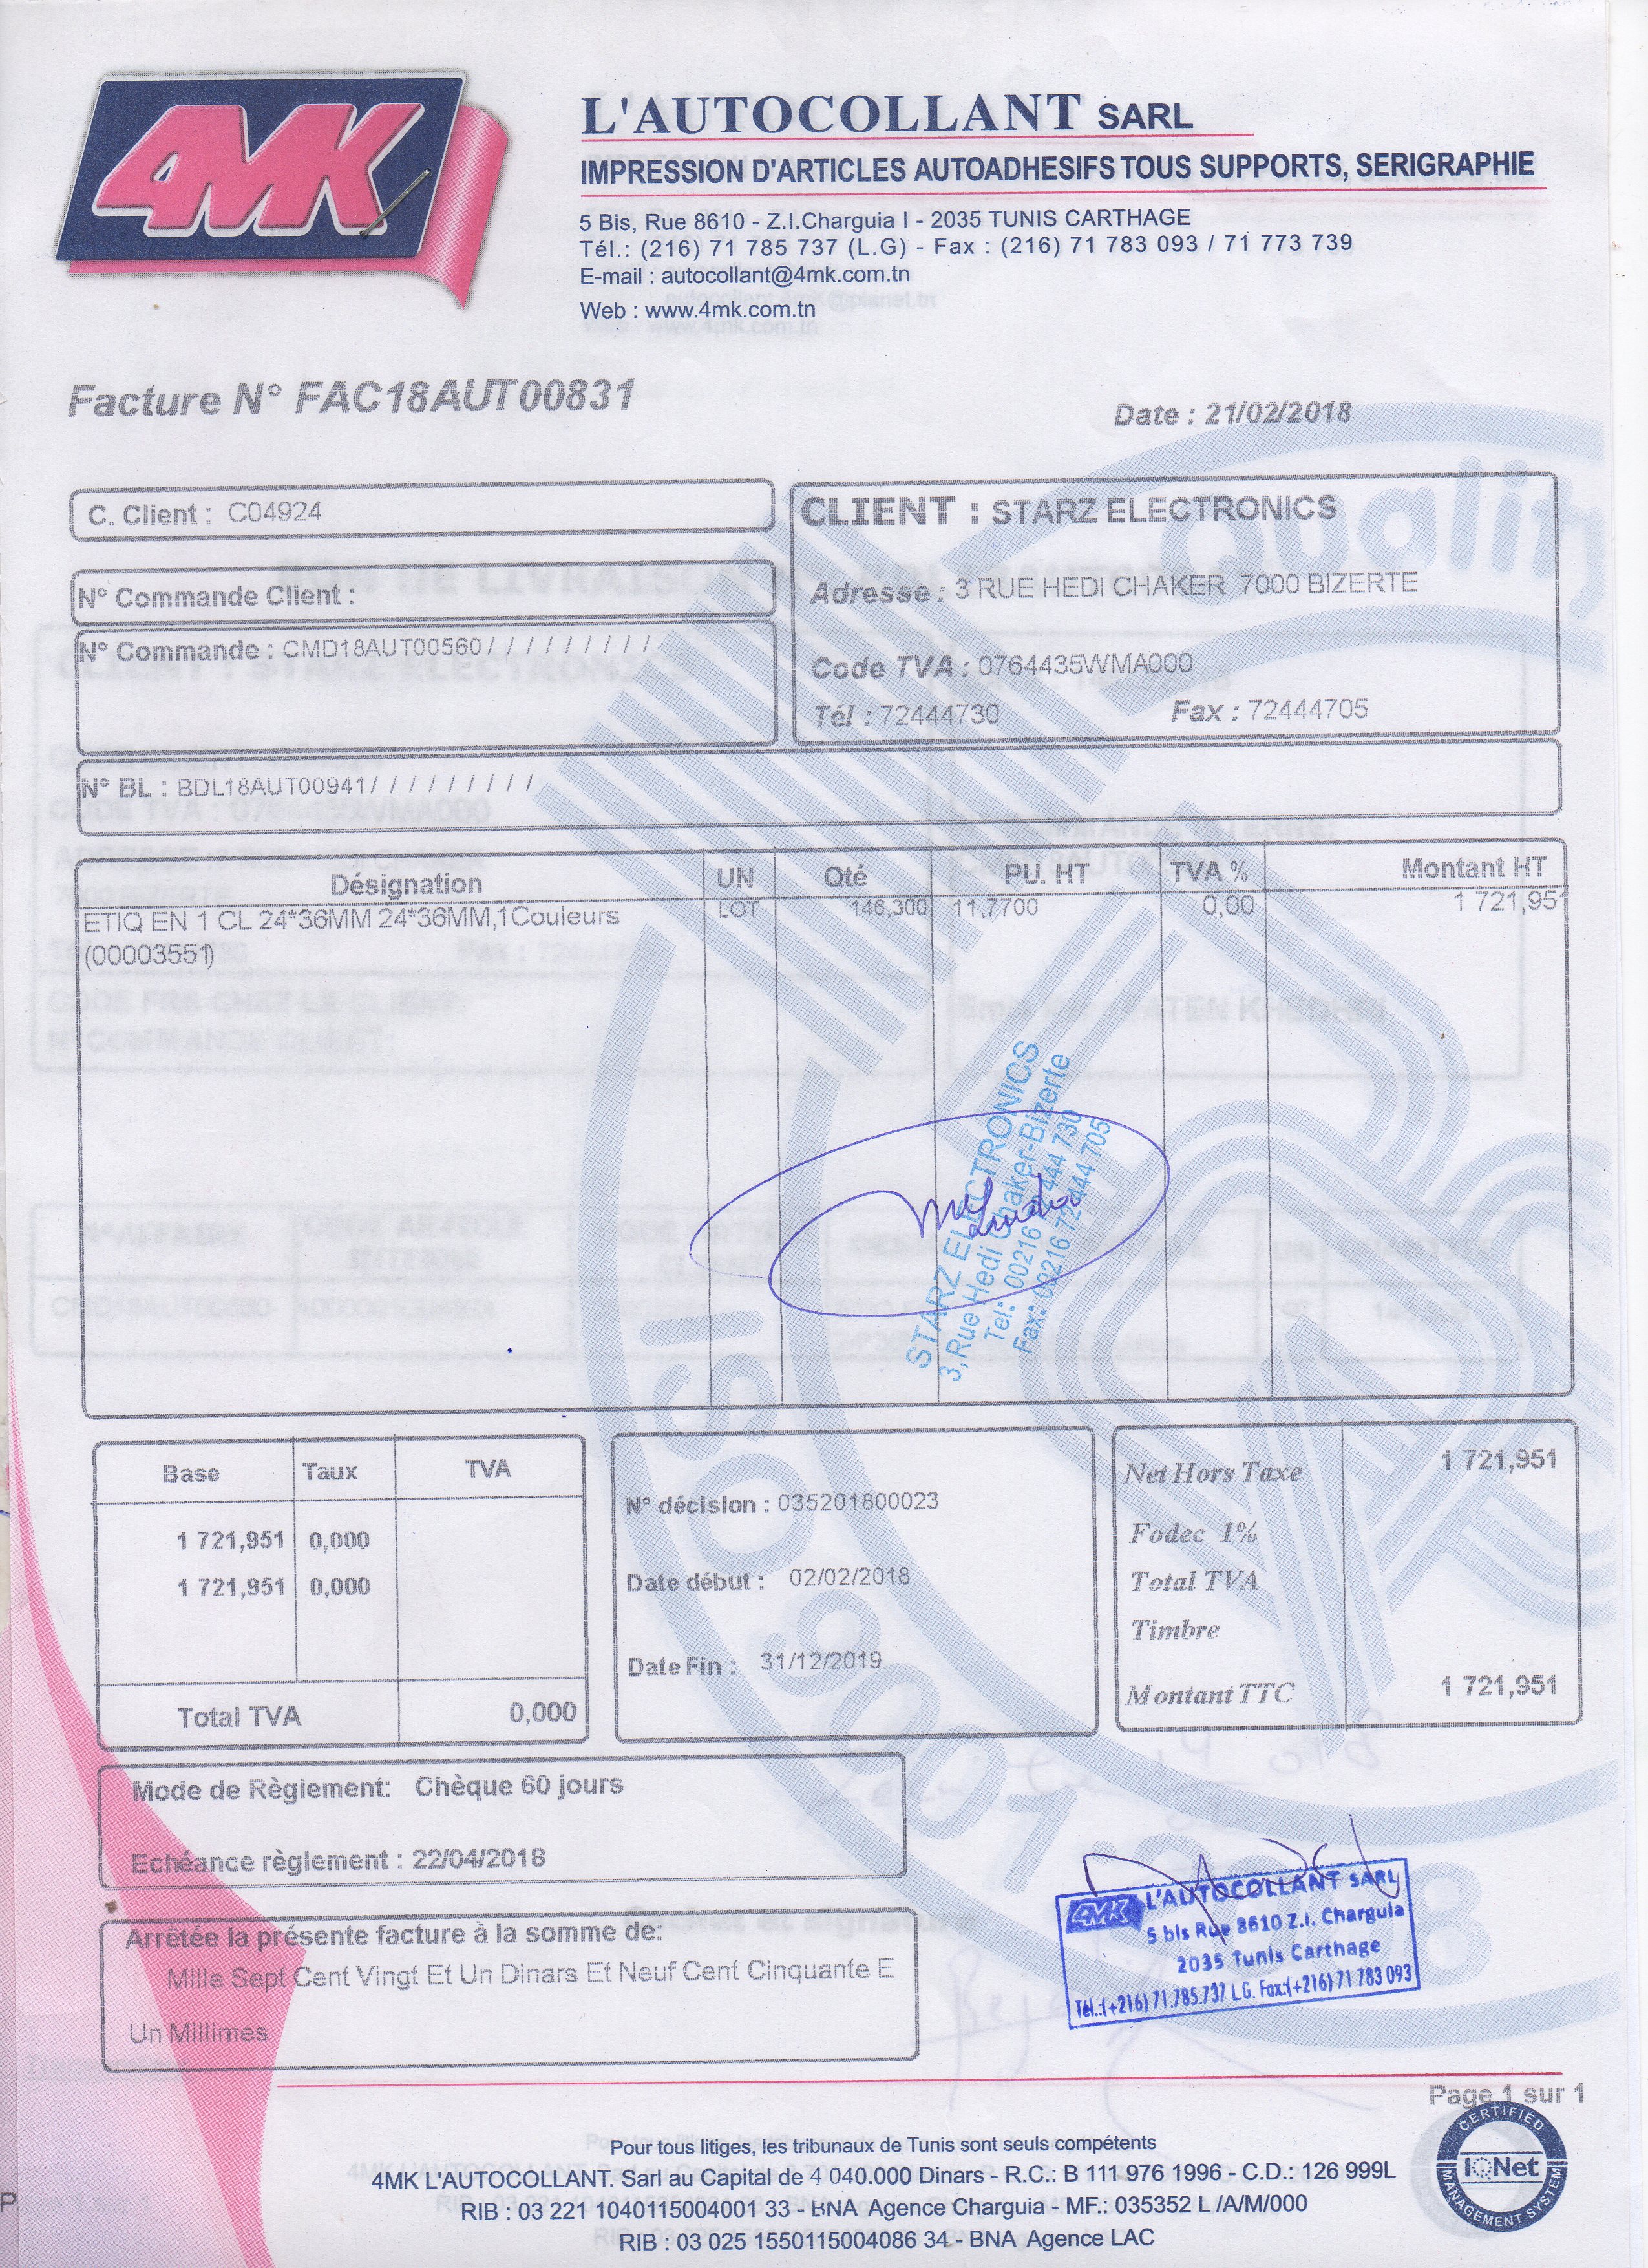 4MK
L'AUTOCOLLANT SARL
IMPRESSION D'ARTICLES AUTOADHESIFS TOUS SUPPORTS, SERIGRAPHIE
5 Bis, Rue 8610 - Z.I.Charguia I - 2035 TUNIS CARTHAGE
Tél.: (216) 71 785 737 (L.G) - Fax : (216) 71 783 093 / 71 773 739
E-mail : autocollant@4mk.com.tn
Web : www.4mk.com.tn
Facture N° FAC18AUT00831
Date : 21/02/2018
C. Client : C04924
N° Commande Client :
N° Commande : CMD18AUT00560/ / / / / / / / /
CLIENT : STARZ ELECTRONICS
Adresse : 3 RUE HEDI CHAKER 7000 BIZERTE
Code TVA : 0764435WMA000
Tél : 72444730 Fax : 72444705
N° BL : BDL18AUT00941/ / / / / / / / /
Désignation UN Qté PU. HT TVA % Montant HT
ETIQ EN 1 CL 24*36MM 24*36MM,1Couleurs LOT 146,300 11,7700 0,00 1 721,951
(00003551)
STARZ ELECTRONICS
3,Rue Hedi Chaker-Bizerte
Tel: 00216 72 444 730
Fax: 00216 72 444 705
Base Taux TVA
1 721,951 0,000
1 721,951 0,000
Total TVA 0,000
N° décision : 035201800023
Date début : 02/02/2018
Date Fin : 31/12/2019
Net Hors Taxe 1 721,951
Fodec 1%
Total TVA
Timbre
Montant TTC 1 721,951
Mode de Règlement: Chèque 60 jours
Echéance règlement : 22/04/2018
Arrêtée la présente facture à la somme de:
Mille Sept Cent Vingt Et Un Dinars Et Neuf Cent Cinquante E
Un Millimes
4MK L'AUTOCOLLANT SARL
5 bis Rue 8610 Z.I. Charguia
2035 Tunis Carthage
Tél.:(+216) 71.785.737 LG. Fax:(+216) 71 783 093
Page 1 sur 1
Pour tous litiges, les tribunaux de Tunis sont seuls compétents
4MK L'AUTOCOLLANT. Sarl au Capital de 4 040.000 Dinars - R.C.: B 111 976 1996 - C.D.: 126 999L
RIB : 03 221 1040115004001 33 - BNA Agence Charguia - MF.: 035352 L /A/M/000
RIB : 03 025 1550115004086 34 - BNA Agence LAC
CERTIFIED
IQNet
MANAGEMENT SYSTEM
Quality
ISO 9001:2008